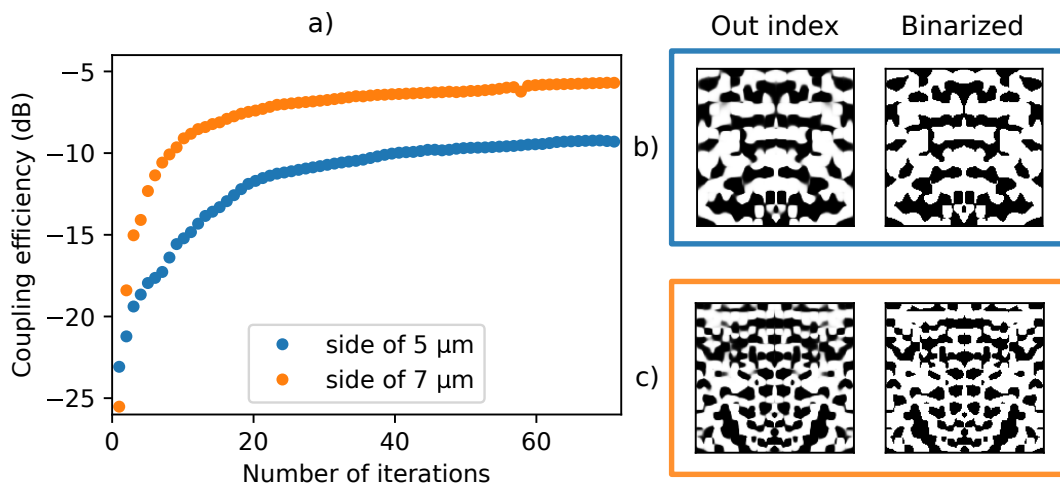 a)
Out index
Binarized
Coupling efficiency (dB)
−5
−10
−15
−20
−25
0
20
40
60
Number of iterations
side of 5 μm
side of 7 μm
b)
c)